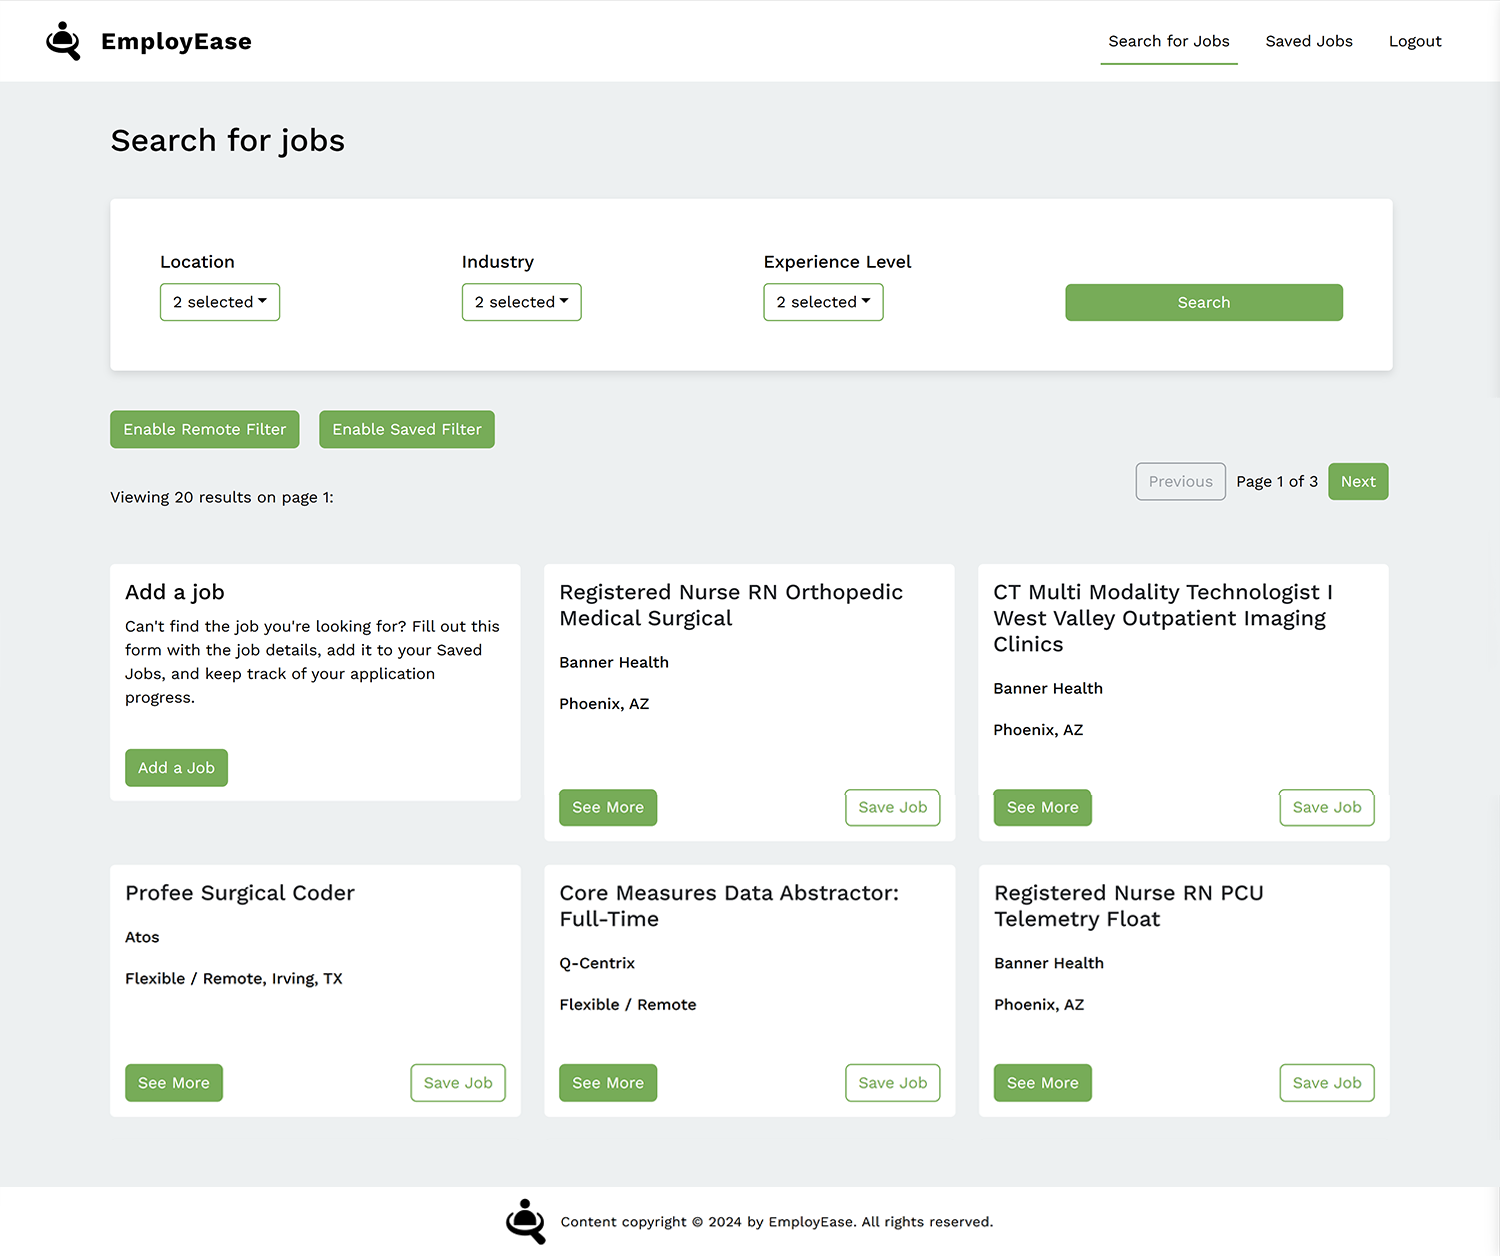 EmployEase
Search for Jobs
Saved Jobs
Logout
Search for jobs
Location
2 selected
Industry
2 selected
Experience Level
2 selected
Search
Enable Remote Filter
Enable Saved Filter
Viewing 20 results on page 1:
Previous
Page 1 of 3
Next
Add a job
Can't find the job you're looking for? Fill out this
form with the job details, add it to your Saved
Jobs, and keep track of your application
progress.
Add a Job
Registered Nurse RN Orthopedic
Medical Surgical
Banner Health
Phoenix, AZ
See More
Save Job
CT Multi Modality Technologist I
West Valley Outpatient Imaging
Clinics
Banner Health
Phoenix, AZ
See More
Save Job
Profee Surgical Coder
Atos
Flexible / Remote, Irving, TX
See More
Save Job
Core Measures Data Abstractor:
Full-Time
Q-Centrix
Flexible / Remote
See More
Save Job
Registered Nurse RN PCU
Telemetry Float
Banner Health
Phoenix, AZ
See More
Save Job
Content copyright © 2024 by EmployEase. All rights reserved.